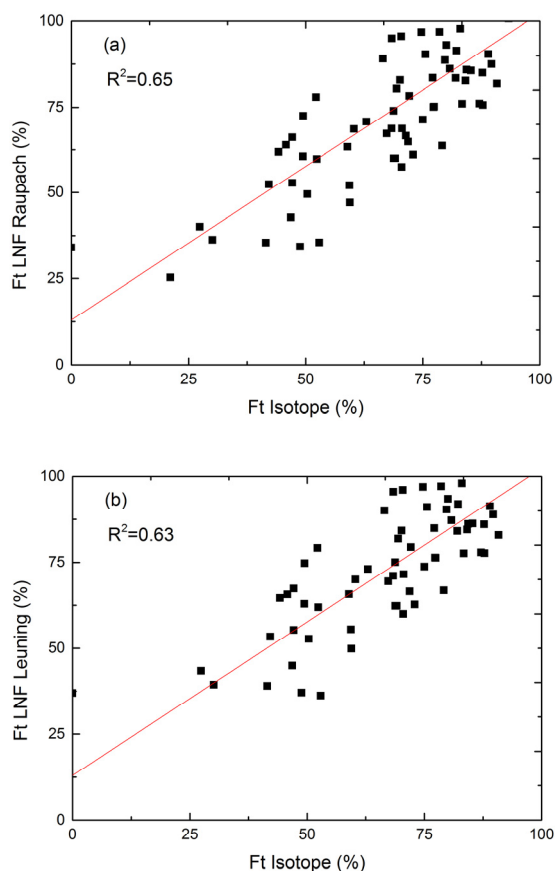 100
(a)
R²=0.65
75
50
25
0
Ft LNF Raupach (%)
0 25 50 75 100
Ft Isotope (%)
100
(b)
R²=0.63
75
50
25
0
Ft LNF Leuning (%)
0 25 50 75 100
Ft Isotope (%)